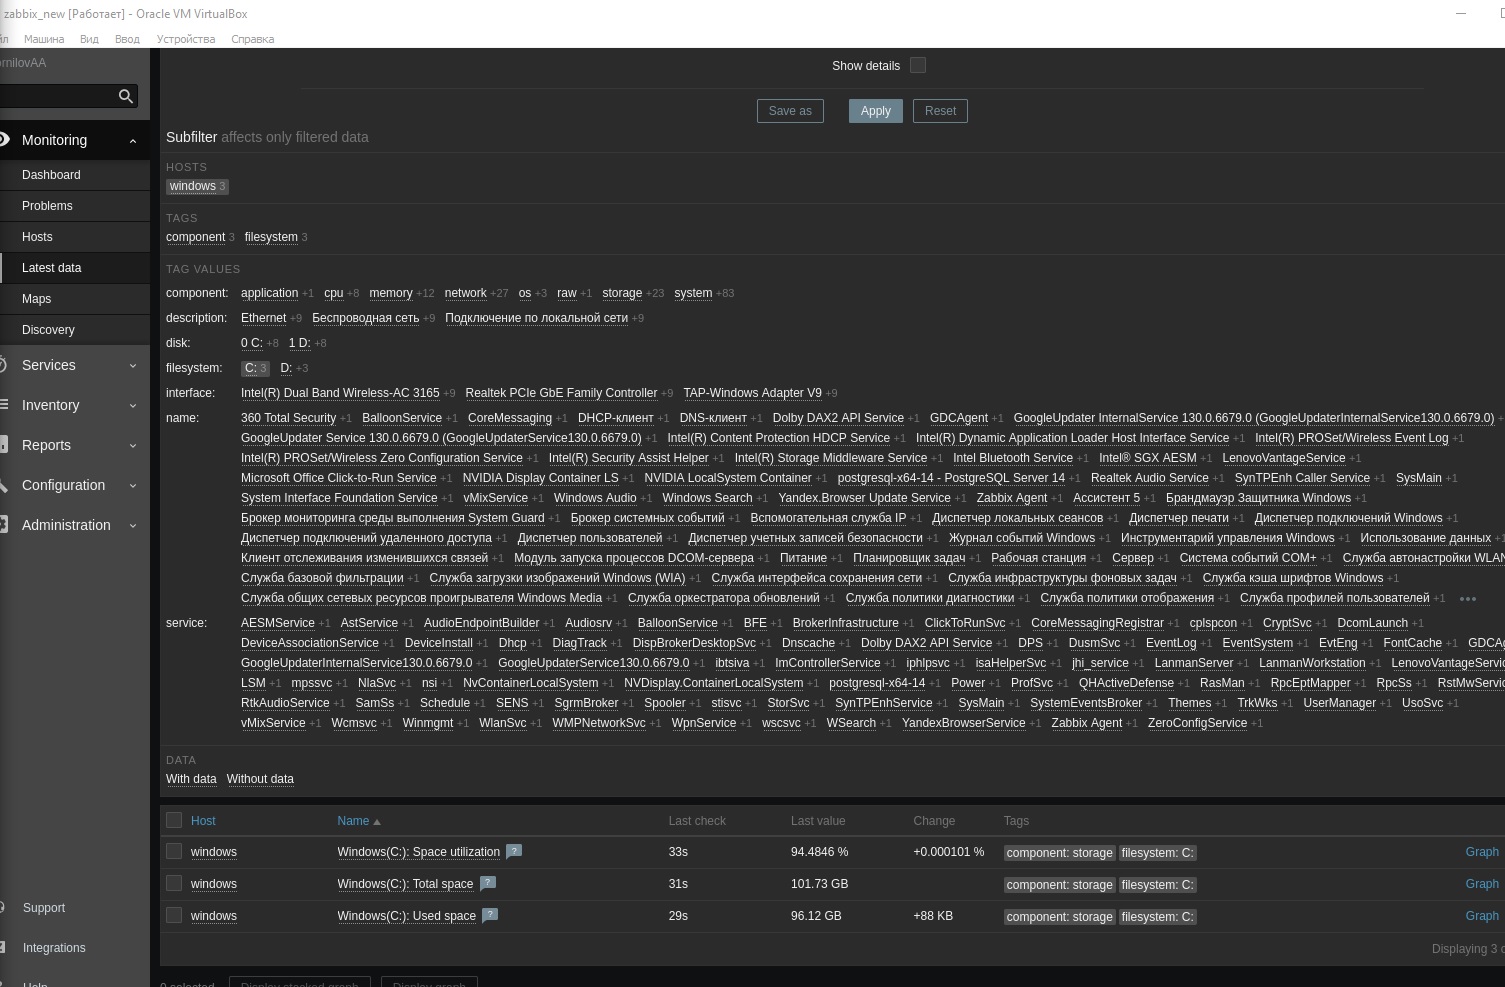 zabbix_new [Работает] - Oracle VM VirtualBox
Машина Вид Ввод Устройства Справка
Show details
Save as Apply Reset
Subfilter affects only filtered data
HOSTS
windows 3
TAGS
component 3 filesystem 3
TAG VALUES
component: application +1 cpu +8 memory +12 network +27 os +3 raw +1 storage +23 system +83
description: Ethernet +9 Беспроводная сеть +9 Подключение по локальной сети +9
disk: 0 C: +8 1 D: +8
filesystem: C: 3 D: +3
interface: Intel(R) Dual Band Wireless-AC 3165 +9 Realtek PCIe GbE Family Controller +9 TAP-Windows Adapter V9 +9
name: 360 Total Security +1 BalloonService +1 CoreMessaging +1 DHCP-клиент +1 DNS-клиент +1 Dolby DAX2 API Service +1 GDCAgent +1 GoogleUpdater InternalService 130.0.6679.0 (GoogleUpdaterInternalService130.0.6679.0)
GoogleUpdater Service 130.0.6679.0 (GoogleUpdaterService130.0.6679.0) +1 Intel(R) Content Protection HDCP Service +1 Intel(R) Dynamic Application Loader Host Interface Service +1 Intel(R) PROSet/Wireless Event Log +1
Intel(R) PROSet/Wireless Zero Configuration Service +1 Intel(R) Security Assist Helper +1 Intel(R) Storage Middleware Service +1 Intel Bluetooth Service +1 Intel® SGX AESM +1 LenovoVantageService +1
Microsoft Office Click-to-Run Service +1 NVIDIA Display Container LS +1 NVIDIA LocalSystem Container +1 postgresql-x64-14 - PostgreSQL Server 14 +1 Realtek Audio Service +1 SynTPEnh Caller Service +1 SysMain +1
System Interface Foundation Service +1 vMixService +1 Windows Audio +1 Windows Search +1 Yandex.Browser Update Service +1 Zabbix Agent +1 Ассистент 5 +1 Брандмауэр Защитника Windows +1
Брокер мониторинга среды выполнения System Guard +1 Брокер системных событий +1 Вспомогательная служба IP +1 Диспетчер локальных сеансов +1 Диспетчер печати +1 Диспетчер подключений Windows +1
Диспетчер подключений удаленного доступа +1 Диспетчер пользователей +1 Диспетчер учетных записей безопасности +1 Журнал событий Windows +1 Инструментарий управления Windows +1 Использование данных +1
Клиент отслеживания изменившихся связей +1 Модуль запуска процессов DCOM-сервера +1 Питание +1 Планировщик задач +1 Рабочая станция +1 Сервер +1 Система событий COM+ +1 Служба автонастройки WLAN
Служба базовой фильтрации +1 Служба загрузки изображений Windows (WIA) +1 Служба интерфейса сохранения сети +1 Служба инфраструктуры фоновых задач +1 Служба кэша шрифтов Windows +1
Служба общих сетевых ресурсов проигрывателя Windows Media +1 Служба оркестратора обновлений +1 Служба политики диагностики +1 Служба политики отображения +1 Служба профилей пользователей +1 •••
service: AESMService +1 AstService +1 AudioEndpointBuilder +1 Audiosrv +1 BalloonService +1 BFE +1 BrokerInfrastructure +1 ClickToRunSvc +1 CoreMessagingRegistrar +1 cplspcon +1 CryptSvc +1 DcomLaunch +1
DeviceAssociationService +1 DeviceInstall +1 Dhcp +1 DiagTrack +1 DispBrokerDesktopSvc +1 Dnscache +1 Dolby DAX2 API Service +1 DPS +1 DusmSvc +1 EventLog +1 EventSystem +1 EvtEng +1 FontCache +1 GDCAg
GoogleUpdaterInternalService130.0.6679.0 +1 GoogleUpdaterService130.0.6679.0 +1 ibtsiva +1 ImControllerService +1 iphlpsvc +1 isaHelperSvc +1 jhi_service +1 LanmanServer +1 LanmanWorkstation +1 LenovoVantageServic
LSM +1 mpssvc +1 NlaSvc +1 nsi +1 NvContainerLocalSystem +1 NVDisplay.ContainerLocalSystem +1 postgresql-x64-14 +1 Power +1 ProfSvc +1 QHActiveDefense +1 RasMan +1 RpcEptMapper +1 RpcSs +1 RstMwServic
RtkAudioService +1 SamSs +1 Schedule +1 SENS +1 SgrmBroker +1 Spooler +1 stisvc +1 StorSvc +1 SynTPEnhService +1 SysMain +1 SystemEventsBroker +1 Themes +1 TrkWks +1 UserManager +1 UsoSvc +1
vMixService +1 Wcmsvc +1 Winmgmt +1 WlanSvc +1 WMPNetworkSvc +1 WpnService +1 wscsvc +1 WSearch +1 YandexBrowserService +1 Zabbix Agent +1 ZeroConfigService +1
DATA
With data Without data
Host Name Last check Last value Change Tags
windows Windows(C:): Space utilization ? 33s 94.4846 % +0.000101 % component: storage filesystem: C: Graph
windows Windows(C:): Total space ? 31s 101.73 GB component: storage filesystem: C: Graph
windows Windows(C:): Used space ? 29s 96.12 GB +88 KB component: storage filesystem: C: Graph
Displaying 3
0 selected Display stacked graph Display graph
rnilovAA
Monitoring
Dashboard
Problems
Hosts
Latest data
Maps
Discovery
Services
Inventory
Reports
Configuration
Administration
Support
Integrations
Help